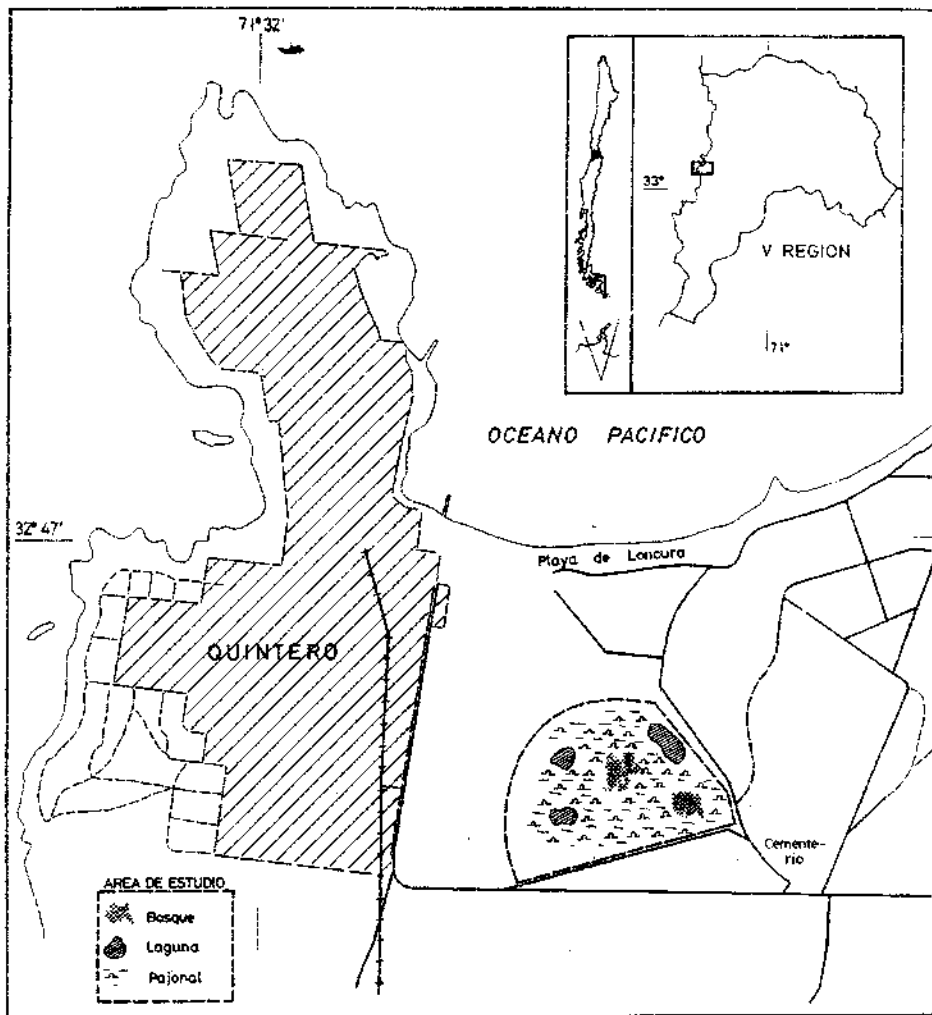 71° 32'
33°
V REGION
71°
OCEANO PACIFICO
32° 47'
Playa de Loncura
QUINTERO
Cemente-
rio
AREA DE ESTUDIO
Bosque
Laguna
Pajonal